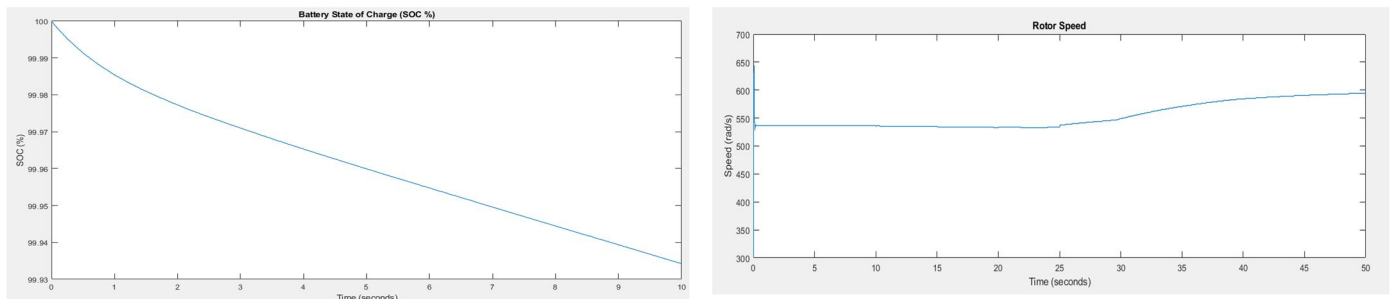 Battery State of Charge (SOC %)
100
99.99
99.98
99.97
99.96
99.95
99.94
99.93
SOC (%)
0 1 2 3 4 5 6 7 8 9 10
Time (seconds)
Rotor Speed
700
650
600
550
500
450
400
350
300
Speed (rad/s)
0 5 10 15 20 25 30 35 40 45 50
Time (seconds)